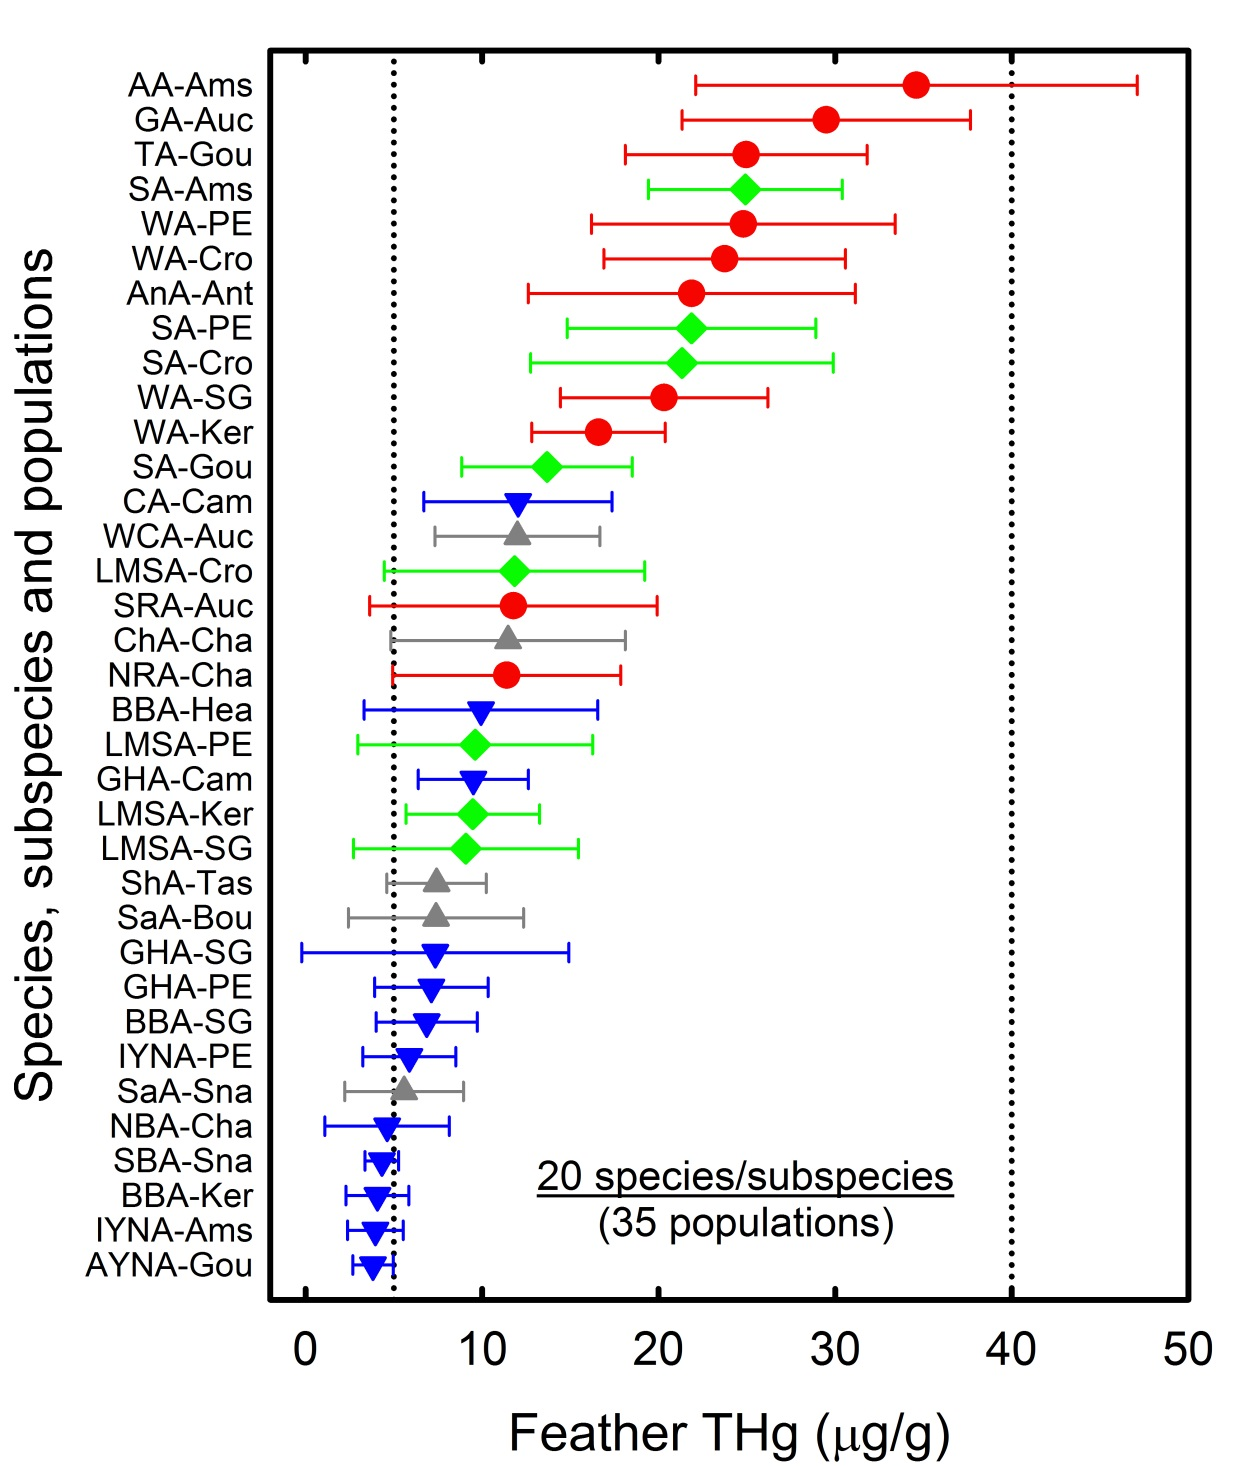 Species, subspecies and populations
AA-Ams
GA-Auc
TA-Gou
SA-Ams
WA-PE
WA-Cro
AnA-Ant
SA-PE
SA-Cro
WA-SG
WA-Ker
SA-Gou
CA-Cam
WCA-Auc
LMSA-Cro
SRA-Auc
ChA-Cha
NRA-Cha
BBA-Hea
LMSA-PE
GHA-Cam
LMSA-Ker
LMSA-SG
ShA-Tas
SaA-Bou
GHA-SG
GHA-PE
BBA-SG
IYNA-PE
SaA-Sna
NBA-Cha
SBA-Sna
BBA-Ker
IYNA-Ams
AYNA-Gou
20 species/subspecies
(35 populations)
0 10 20 30 40 50
Feather THg (μg/g)